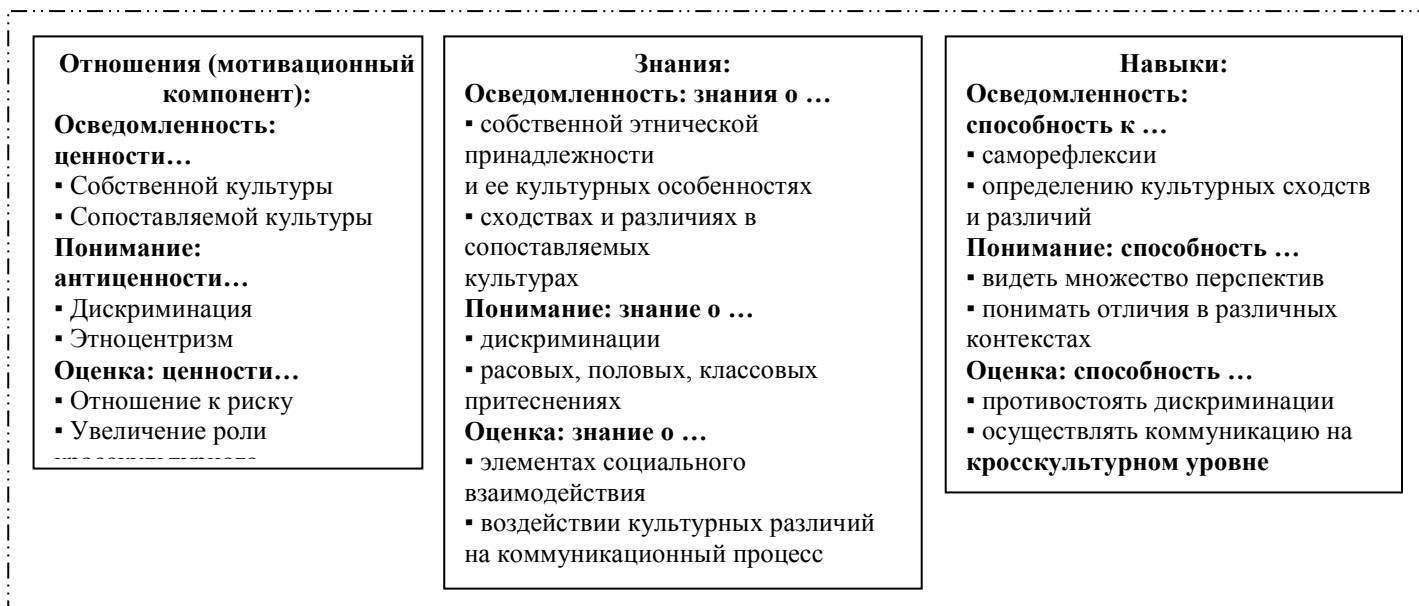 Отношения (мотивационный
компонент):
Осведомленность:
ценности…
▪ Собственной культуры
▪ Сопоставляемой культуры
Понимание:
антиценности…
▪ Дискриминация
▪ Этноцентризм
Оценка: ценности…
▪ Отношение к риску
▪ Увеличение роли
Знания:
Осведомленность: знания о …
▪ собственной этнической
принадлежности
и ее культурных особенностях
▪ сходствах и различиях в
сопоставляемых
культурах
Понимание: знание о …
▪ дискриминации
▪ расовых, половых, классовых
притеснениях
Оценка: знание о …
▪ элементах социального
взаимодействия
▪ воздействии культурных различий
на коммуникационный процесс
Навыки:
Осведомленность:
способность к …
▪ саморефлексии
▪ определению культурных сходств
и различий
Понимание: способность …
▪ видеть множество перспектив
▪ понимать отличия в различных
контекстах
Оценка: способность …
▪ противостоять дискриминации
▪ осуществлять коммуникацию на
кросскультурном уровне